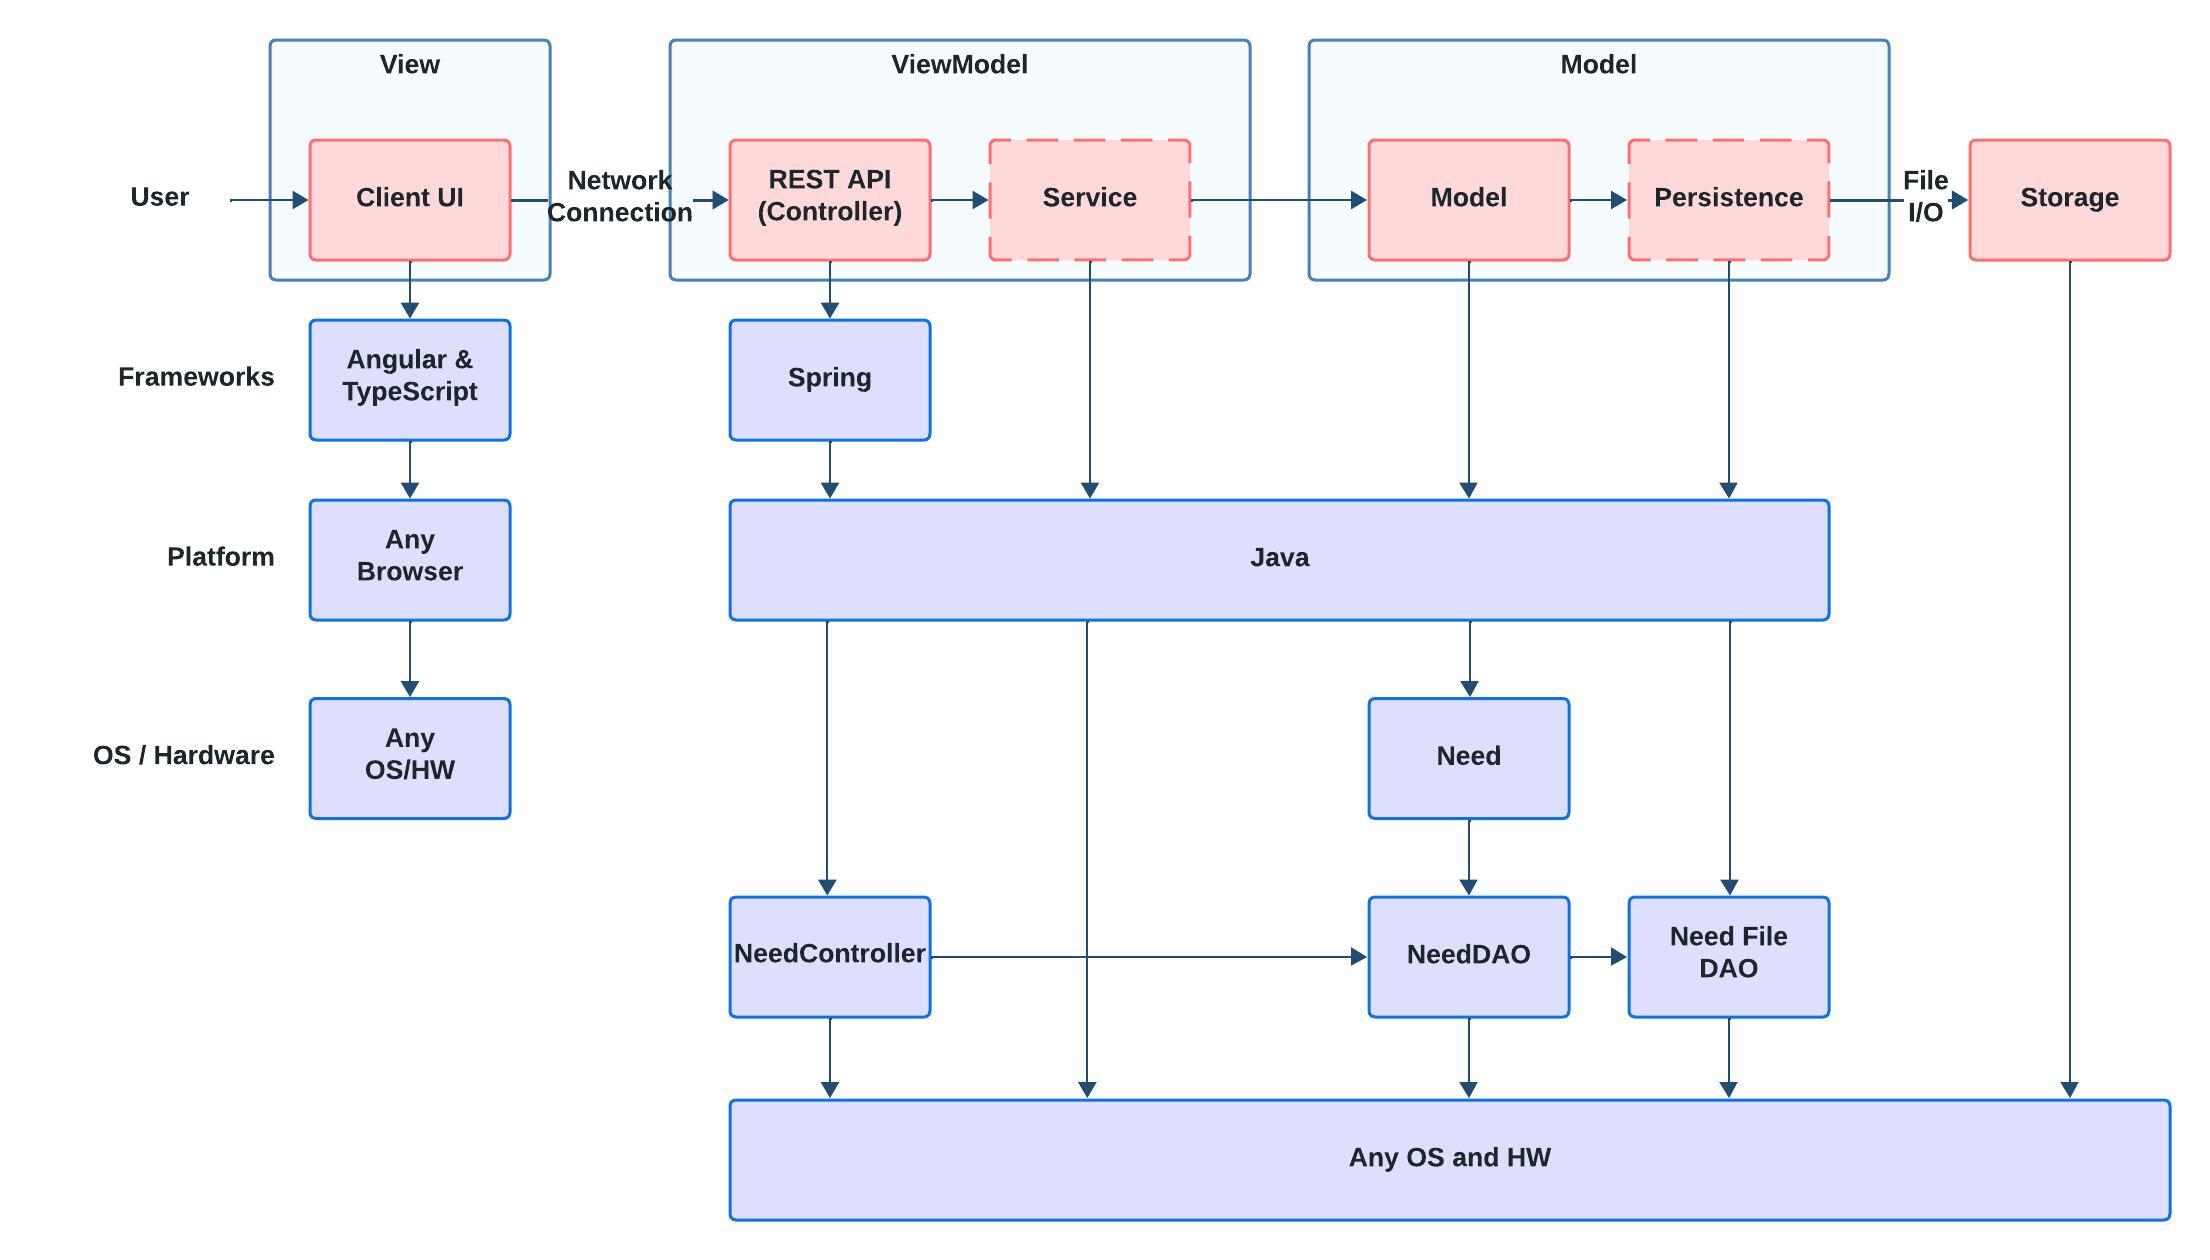 View
ViewModel
Model
User
Client UI
Network
Connection
REST API
(Controller)
Service
Model
Persistence
File
I/O
Storage
Frameworks
Angular &
TypeScript
Spring
Platform
Any
Browser
Java
OS / Hardware
Any
OS/HW
Need
NeedController
NeedDAO
Need File
DAO
Any OS and HW